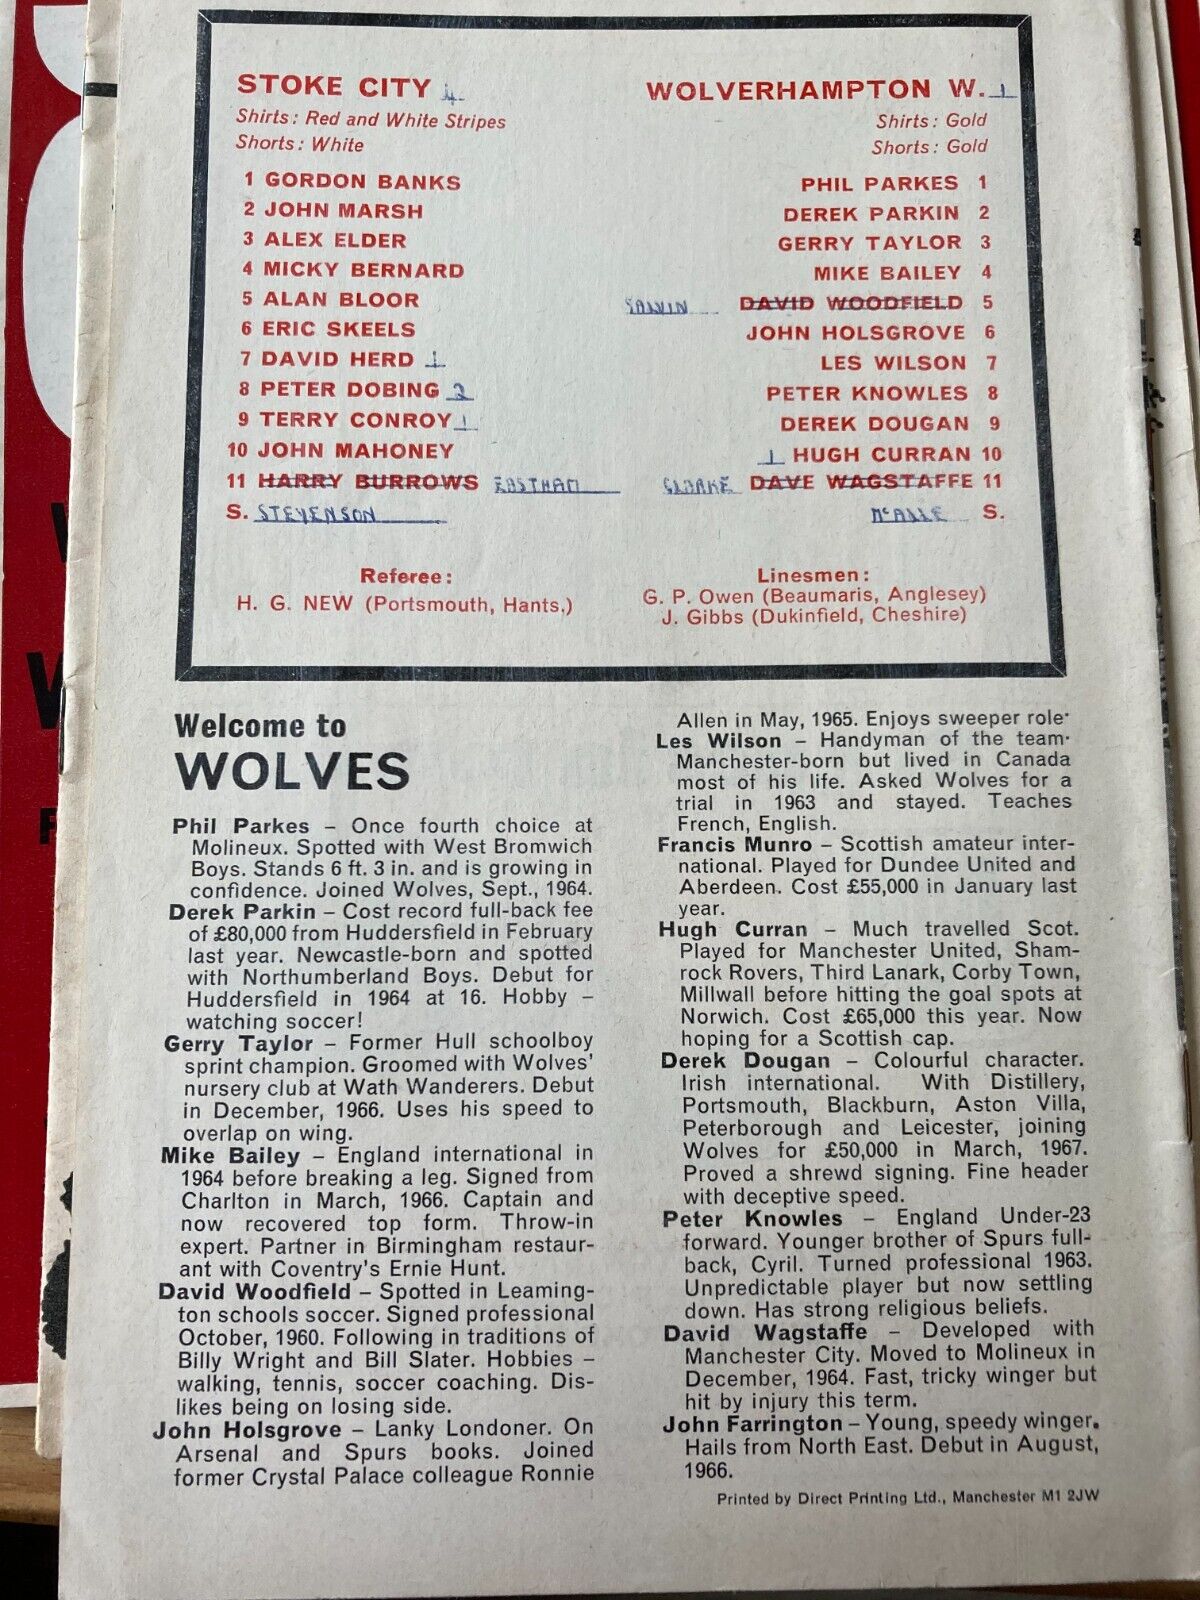 STOKE CITY 4
Shirts: Red and White Stripes
Shorts: White
1 GORDON BANKS
2 JOHN MARSH
3 ALEX ELDER
4 MICKY BERNARD
5 ALAN BLOOR
6 ERIC SKEELS
7 DAVID HERD 1
8 PETER DOBING 2
9 TERRY CONROY 1
10 JOHN MAHONEY
11 HARRY BURROWS EASTHAM
S. STEVENSON
WOLVERHAMPTON W. 1
Shirts: Gold
Shorts: Gold
PHIL PARKES 1
DEREK PARKIN 2
GERRY TAYLOR 3
MIKE BAILEY 4
DAVID WOODFIELD 5
JOHN HOLSGROVE 6
LES WILSON 7
PETER KNOWLES 8
DEREK DOUGAN 9
1 HUGH CURRAN 10
CLARKE DAVE WAGSTAFFE 11
McALLE S.
Referee:
H. G. NEW (Portsmouth, Hants.)
Linesmen:
G. P. Owen (Beaumaris, Anglesey)
J. Gibbs (Dukinfield, Cheshire)
Welcome to
WOLVES
Phil Parkes – Once fourth choice at
Molineux. Spotted with West Bromwich
Boys. Stands 6 ft. 3 in. and is growing in
confidence. Joined Wolves, Sept., 1964.
Derek Parkin – Cost record full-back fee
of £80,000 from Huddersfield in February
last year. Newcastle-born and spotted
with Northumberland Boys. Debut for
Huddersfield in 1964 at 16. Hobby –
watching soccer!
Gerry Taylor – Former Hull schoolboy
sprint champion. Groomed with Wolves'
nursery club at Wath Wanderers. Debut
in December, 1966. Uses his speed to
overlap on wing.
Mike Bailey – England international in
1964 before breaking a leg. Signed from
Charlton in March, 1966. Captain and
now recovered top form. Throw-in
expert. Partner in Birmingham restaur-
ant with Coventry's Ernie Hunt.
David Woodfield – Spotted in Leaming-
ton schools soccer. Signed professional
October, 1960. Following in traditions of
Billy Wright and Bill Slater. Hobbies –
walking, tennis, soccer coaching. Dis-
likes being on losing side.
John Holsgrove – Lanky Londoner. On
Arsenal and Spurs books. Joined
former Crystal Palace colleague Ronnie
Allen in May, 1965. Enjoys sweeper role.
Les Wilson – Handyman of the team.
Manchester-born but lived in Canada
most of his life. Asked Wolves for a
trial in 1963 and stayed. Teaches
French, English.
Francis Munro – Scottish amateur inter-
national. Played for Dundee United and
Aberdeen. Cost £55,000 in January last
year.
Hugh Curran – Much travelled Scot.
Played for Manchester United, Sham-
rock Rovers, Third Lanark, Corby Town,
Millwall before hitting the goal spots at
Norwich. Cost £65,000 this year. Now
hoping for a Scottish cap.
Derek Dougan – Colourful character.
Irish international. With Distillery,
Portsmouth, Blackburn, Aston Villa,
Peterborough and Leicester, joining
Wolves for £50,000 in March, 1967.
Proved a shrewd signing. Fine header
with deceptive speed.
Peter Knowles – England Under-23
forward. Younger brother of Spurs full-
back, Cyril. Turned professional 1963.
Unpredictable player but now settling
down. Has strong religious beliefs.
David Wagstaffe – Developed with
Manchester City. Moved to Molineux in
December, 1964. Fast, tricky winger but
hit by injury this term.
John Farrington – Young, speedy winger.
Hails from North East. Debut in August,
1966.
Printed by Direct Printing Ltd., Manchester M1 2JW